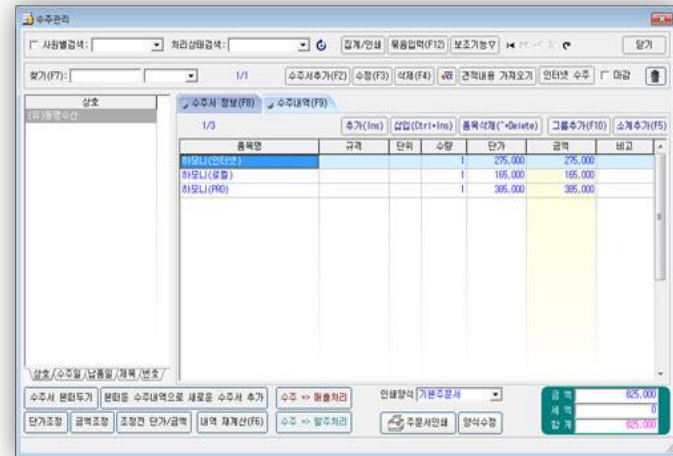 수주관리
사원별검색: 처리상태검색: 집계/인쇄 묶음입력(F12) 보조기능▽ 닫기
찾기(F7): 1/1 수주서추가(F2) 수정(F3) 삭제(F4) √α 견적내용 가져오기 인터넷 수주 마감
상호 수주서 정보(F8) 수주내역(F9)
(유)동명수산
1/3 추가(Ins) 삽입(Ctrl+Ins) 품목삭제(^+Delete) 그룹추가(F10) 소계추가(F5)
품목명 규격 단위 수량 단가 금액 비고
하모니(인터넷) 1 275,000 275,000
하모니(로컬) 1 165,000 165,000
하모니(PRO) 1 385,000 385,000
상호/수주일/납품일/제목/번호/
수주서 본떠두기 본떠둔 수주내역으로 새로운 수주서 추가 수주 => 매출처리 인쇄양식 기본주문서 금 액 825,000
세 액 0
단가조정 금액조정 조정전 단가/금액 내역 재계산(F6) 수주 => 발주처리 주문서인쇄 양식수정 합 계 825,000